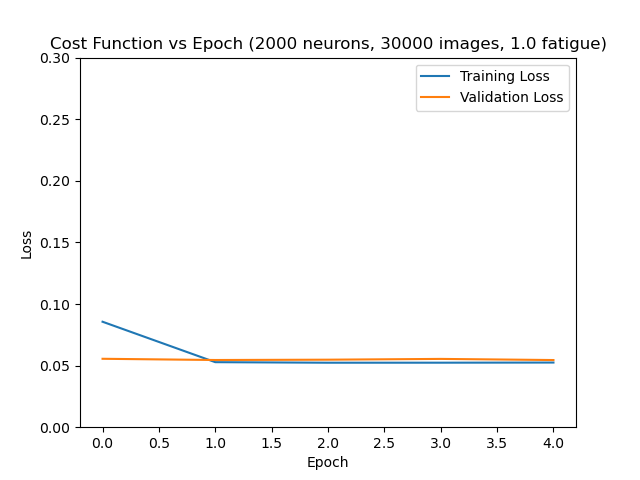 Cost Function vs Epoch (2000 neurons, 30000 images, 1.0 fatigue)
0.30
Training Loss
Validation Loss
0.25
0.20
0.15
Loss
0.10
0.05
0.00
0.0 0.5 1.0 1.5 2.0 2.5 3.0 3.5 4.0
Epoch